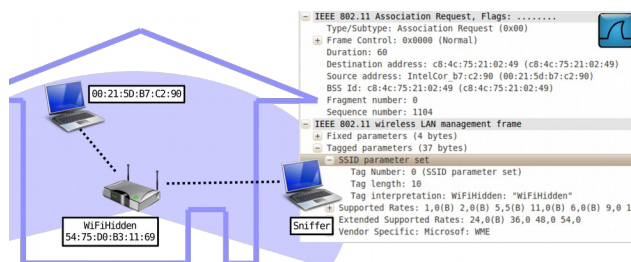 00:21:5D:B7:C2:90
WiFiHidden
54:75:D0:B3:11:69
Sniffer
IEEE 802.11 Association Request, Flags: ........
Type/Subtype: Association Request (0x00)
Frame Control: 0x0000 (Normal)
Duration: 60
Destination address: c8:4c:75:21:02:49 (c8:4c:75:21:02:49)
Source address: IntelCor_b7:c2:90 (00:21:5d:b7:c2:90)
BSS Id: c8:4c:75:21:02:49 (c8:4c:75:21:02:49)
Fragment number: 0
Sequence number: 1104
IEEE 802.11 wireless LAN management frame
Fixed parameters (4 bytes)
Tagged parameters (37 bytes)
SSID parameter set
Tag Number: 0 (SSID parameter set)
Tag length: 10
Tag interpretation: WiFiHidden: "WiFiHidden"
Supported Rates: 1,0(B) 2,0(B) 5,5(B) 11,0(B) 6,0(B) 9,0 1
Extended Supported Rates: 24,0(B) 36,0 48,0 54,0
Vendor Specific: Microsof: WME